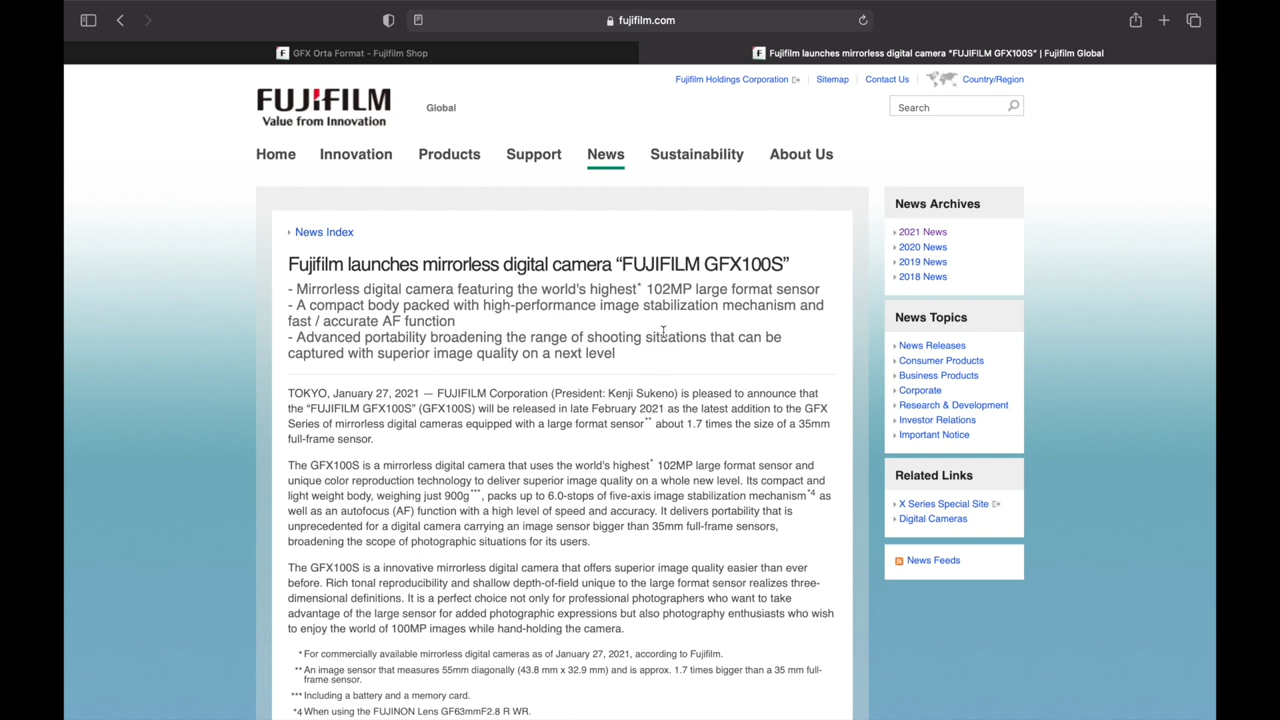 fujifilm.com
GFX Orta Format - Fujifilm Shop
Fujifilm launches mirrorless digital camera "FUJIFILM GFX100S" | Fujifilm Global
Fujifilm Holdings Corporation
Sitemap
Contact Us
Country/Region
FUJIFILM
Value from Innovation
Global
Search
Home
Innovation
Products
Support
News
Sustainability
About Us
News Index
Fujifilm launches mirrorless digital camera “FUJIFILM GFX100S”
- Mirrorless digital camera featuring the world's highest* 102MP large format sensor
- A compact body packed with high-performance image stabilization mechanism and
fast / accurate AF function
- Advanced portability broadening the range of shooting situations that can be
captured with superior image quality on a next level
TOKYO, January 27, 2021 — FUJIFILM Corporation (President: Kenji Sukeno) is pleased to announce that
the “FUJIFILM GFX100S” (GFX100S) will be released in late February 2021 as the latest addition to the GFX
Series of mirrorless digital cameras equipped with a large format sensor** about 1.7 times the size of a 35mm
full-frame sensor.
The GFX100S is a mirrorless digital camera that uses the world's highest* 102MP large format sensor and
unique color reproduction technology to deliver superior image quality on a whole new level. Its compact and
light weight body, weighing just 900g***, packs up to 6.0-stops of five-axis image stabilization mechanism*4 as
well as an autofocus (AF) function with a high level of speed and accuracy. It delivers portability that is
unprecedented for a digital camera carrying an image sensor bigger than 35mm full-frame sensors,
broadening the scope of photographic situations for its users.
The GFX100S is a innovative mirrorless digital camera that offers superior image quality easier than ever
before. Rich tonal reproducibility and shallow depth-of-field unique to the large format sensor realizes three-
dimensional definitions. It is a perfect choice not only for professional photographers who want to take
advantage of the large sensor for added photographic expressions but also photography enthusiasts who wish
to enjoy the world of 100MP images while hand-holding the camera.
* For commercially available mirrorless digital cameras as of January 27, 2021, according to Fujifilm.
** An image sensor that measures 55mm diagonally (43.8 mm x 32.9 mm) and is approx. 1.7 times bigger than a 35 mm full-
frame sensor.
*** Including a battery and a memory card.
*4 When using the FUJINON Lens GF63mmF2.8 R WR.
News Archives
2021 News
2020 News
2019 News
2018 News
News Topics
News Releases
Consumer Products
Business Products
Corporate
Research & Development
Investor Relations
Important Notice
Related Links
X Series Special Site
Digital Cameras
News Feeds